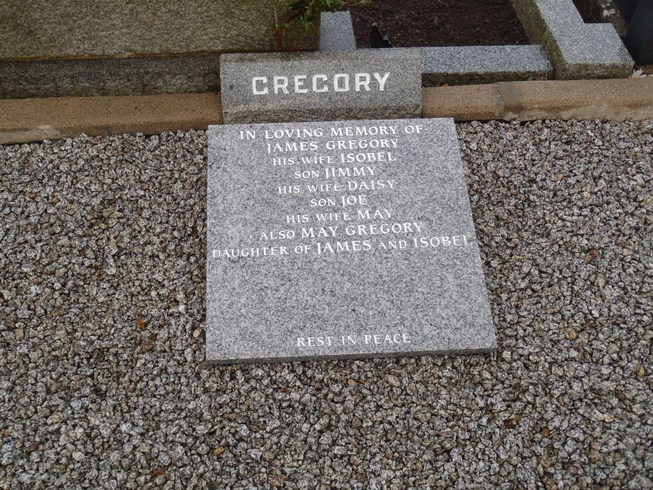 GREGORY
IN LOVING MEMORY OF
JAMES GREGORY
HIS WIFE ISOBEL
SON JIMMY
HIS WIFE DAISY
SON JOE
HIS WIFE MAY
ALSO MAY GREGORY
DAUGHTER OF JAMES AND ISOBEL
REST IN PEACE